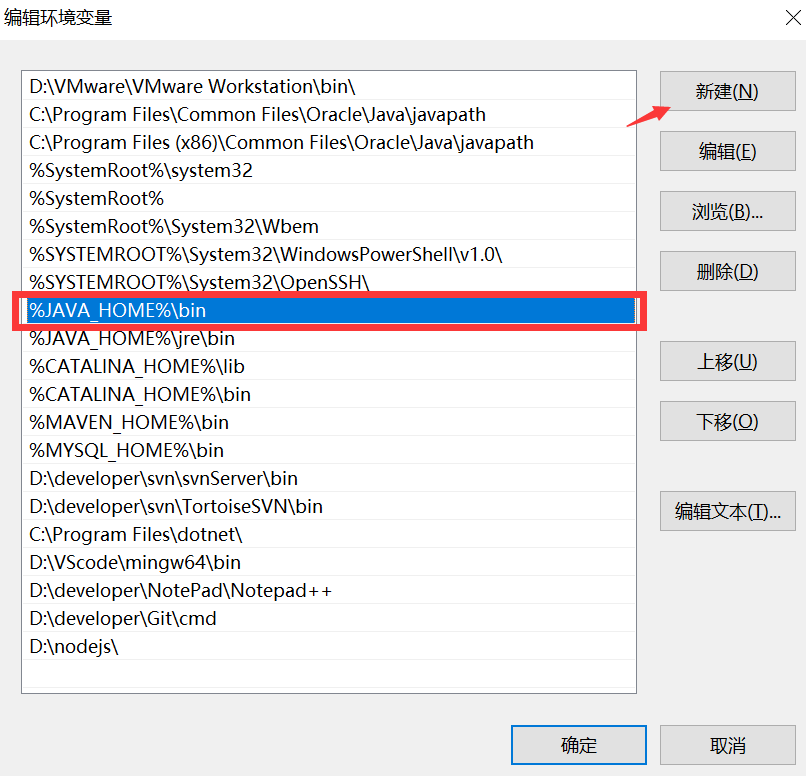 编辑环境变量
D:\VMware\VMware Workstation\bin\
C:\Program Files\Common Files\Oracle\Java\javapath
C:\Program Files (x86)\Common Files\Oracle\Java\javapath
%SystemRoot%\system32
%SystemRoot%
%SystemRoot%\System32\Wbem
%SYSTEMROOT%\System32\WindowsPowerShell\v1.0\
%SYSTEMROOT%\System32\OpenSSH\
%JAVA_HOME%\bin
%JAVA_HOME%\jre\bin
%CATALINA_HOME%\lib
%CATALINA_HOME%\bin
%MAVEN_HOME%\bin
%MYSQL_HOME%\bin
D:\developer\svn\svnServer\bin
D:\developer\svn\TortoiseSVN\bin
C:\Program Files\dotnet\
D:\VScode\mingw64\bin
D:\developer\NotePad\Notepad++
D:\developer\Git\cmd
D:\nodejs\
新建(N)
编辑(E)
浏览(B)...
删除(D)
上移(U)
下移(O)
编辑文本(T)...
确定
取消